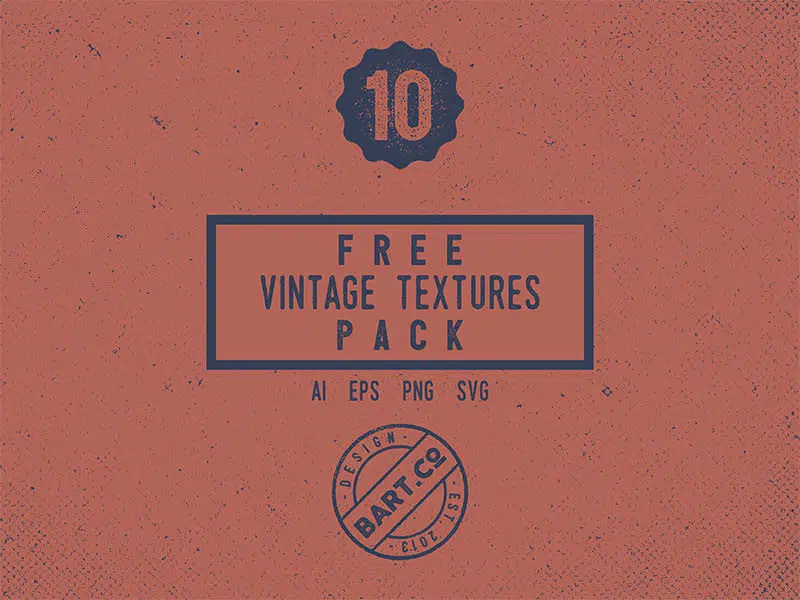 10
FREE
VINTAGE TEXTURES
PACK
AI EPS PNG SVG
· DESIGN ·
BART.Co
· EST. 2013 ·